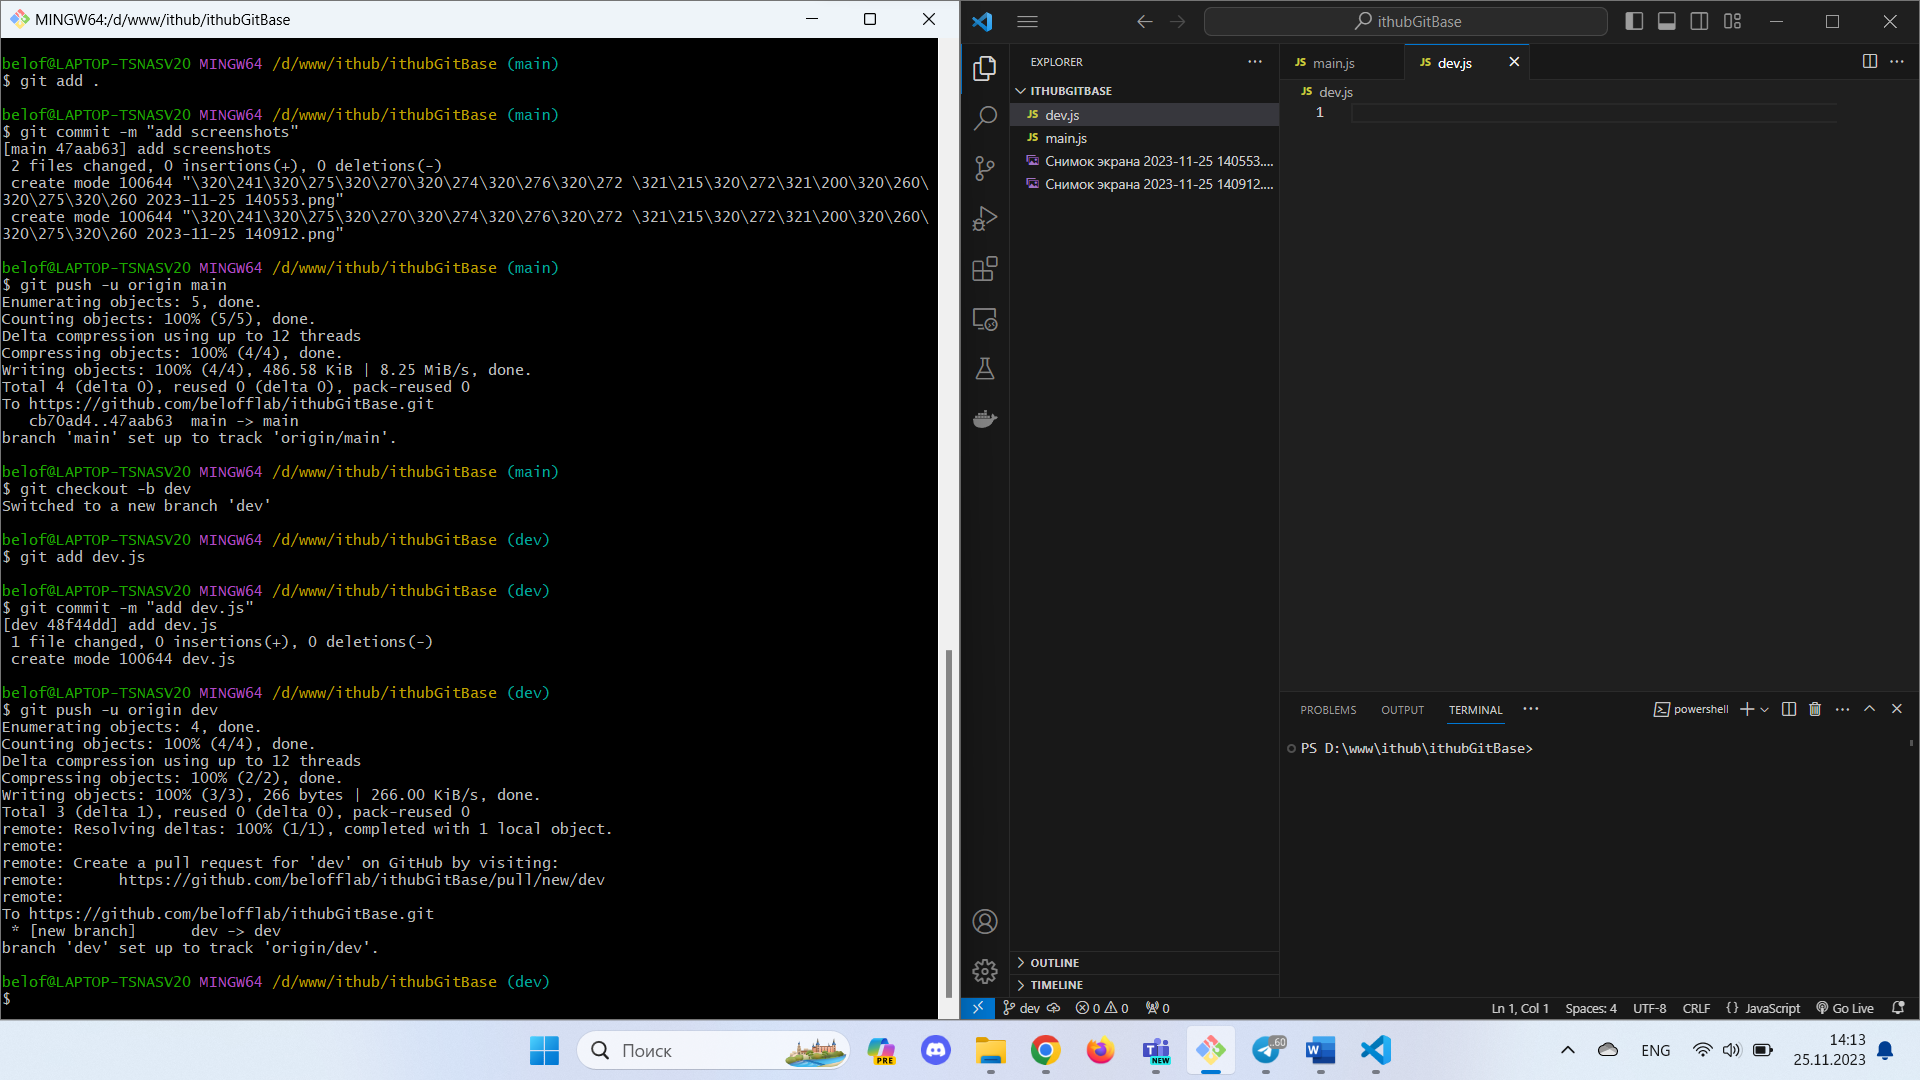 MINGW64:/d/www/ithub/ithubGitBase
belof@LAPTOP-TSNASV20 MINGW64 /d/www/ithub/ithubGitBase (main)
$ git add .
belof@LAPTOP-TSNASV20 MINGW64 /d/www/ithub/ithubGitBase (main)
$ git commit -m "add screenshots"
[main 47aab63] add screenshots
 2 files changed, 0 insertions(+), 0 deletions(-)
 create mode 100644 "\320\241\320\275\320\270\320\274\320\276\320\272 \321\215\320\272\321\200\320\260\
320\275\320\260 2023-11-25 140553.png"
 create mode 100644 "\320\241\320\275\320\270\320\274\320\276\320\272 \321\215\320\272\321\200\320\260\
320\275\320\260 2023-11-25 140912.png"
belof@LAPTOP-TSNASV20 MINGW64 /d/www/ithub/ithubGitBase (main)
$ git push -u origin main
Enumerating objects: 5, done.
Counting objects: 100% (5/5), done.
Delta compression using up to 12 threads
Compressing objects: 100% (4/4), done.
Writing objects: 100% (4/4), 486.58 KiB | 8.25 MiB/s, done.
Total 4 (delta 0), reused 0 (delta 0), pack-reused 0
To https://github.com/belofflab/ithubGitBase.git
   cb70ad4..47aab63  main -> main
branch 'main' set up to track 'origin/main'.
belof@LAPTOP-TSNASV20 MINGW64 /d/www/ithub/ithubGitBase (main)
$ git checkout -b dev
Switched to a new branch 'dev'
belof@LAPTOP-TSNASV20 MINGW64 /d/www/ithub/ithubGitBase (dev)
$ git add dev.js
belof@LAPTOP-TSNASV20 MINGW64 /d/www/ithub/ithubGitBase (dev)
$ git commit -m "add dev.js"
[dev 48f44dd] add dev.js
 1 file changed, 0 insertions(+), 0 deletions(-)
 create mode 100644 dev.js
belof@LAPTOP-TSNASV20 MINGW64 /d/www/ithub/ithubGitBase (dev)
$ git push -u origin dev
Enumerating objects: 4, done.
Counting objects: 100% (4/4), done.
Delta compression using up to 12 threads
Compressing objects: 100% (2/2), done.
Writing objects: 100% (3/3), 266 bytes | 266.00 KiB/s, done.
Total 3 (delta 1), reused 0 (delta 0), pack-reused 0
remote: Resolving deltas: 100% (1/1), completed with 1 local object.
remote:
remote: Create a pull request for 'dev' on GitHub by visiting:
remote:      https://github.com/belofflab/ithubGitBase/pull/new/dev
remote:
To https://github.com/belofflab/ithubGitBase.git
 * [new branch]      dev -> dev
branch 'dev' set up to track 'origin/dev'.
belof@LAPTOP-TSNASV20 MINGW64 /d/www/ithub/ithubGitBase (dev)
$
ithubGitBase
EXPLORER
ITHUBGITBASE
JS dev.js
JS main.js
Снимок экрана 2023-11-25 140553....
Снимок экрана 2023-11-25 140912....
OUTLINE
TIMELINE
JS main.js JS dev.js
JS dev.js
1
PROBLEMS OUTPUT TERMINAL
powershell
PS D:\www\ithub\ithubGitBase>
dev 0 0 0
Ln 1, Col 1 Spaces: 4 UTF-8 CRLF {} JavaScript Go Live
Поиск
PRE
NEW
60
ENG
14:13
25.11.2023